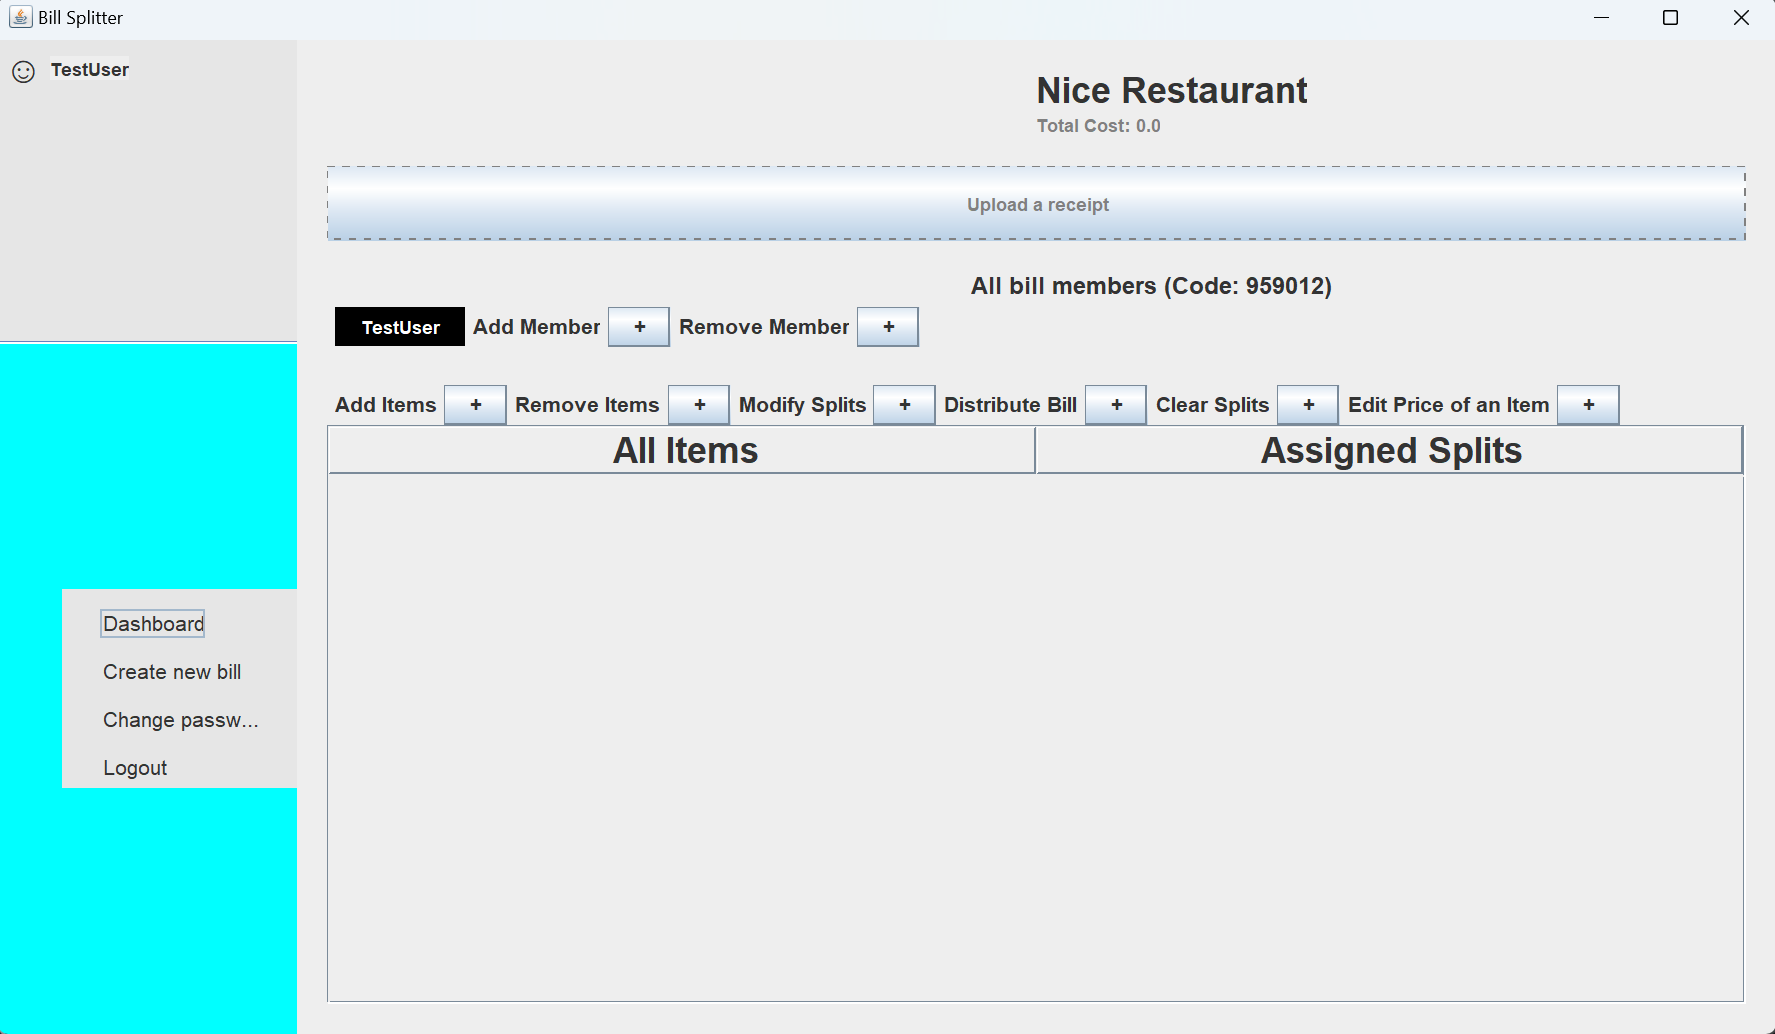 Bill Splitter
TestUser
Nice Restaurant
Total Cost: 0.0
Upload a receipt
All bill members (Code: 959012)
TestUser Add Member + Remove Member +
Add Items + Remove Items + Modify Splits + Distribute Bill + Clear Splits + Edit Price of an Item +
All Items Assigned Splits
Dashboard
Create new bill
Change passw...
Logout